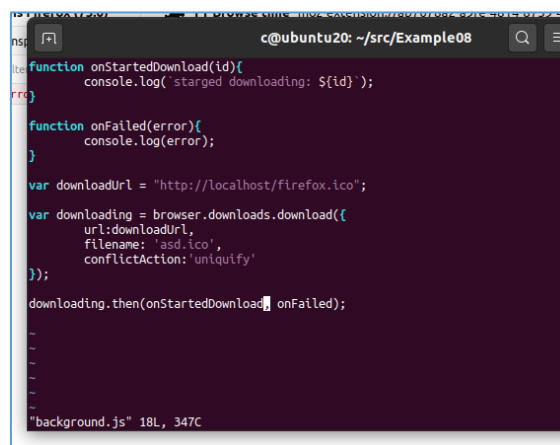 c@ubuntu20: ~/src/Example08
function onStartedDownload(id){
        console.log(`starged downloading: ${id}`);
}

function onFailed(error){
        console.log(error);
}

var downloadUrl = "http://localhost/firefox.ico";

var downloading = browser.downloads.download({
        url:downloadUrl,
        filename: 'asd.ico',
        conflictAction:'uniquify'
});

downloading.then(onStartedDownload, onFailed);

~
~
~
~
~
~
"background.js" 18L, 347C